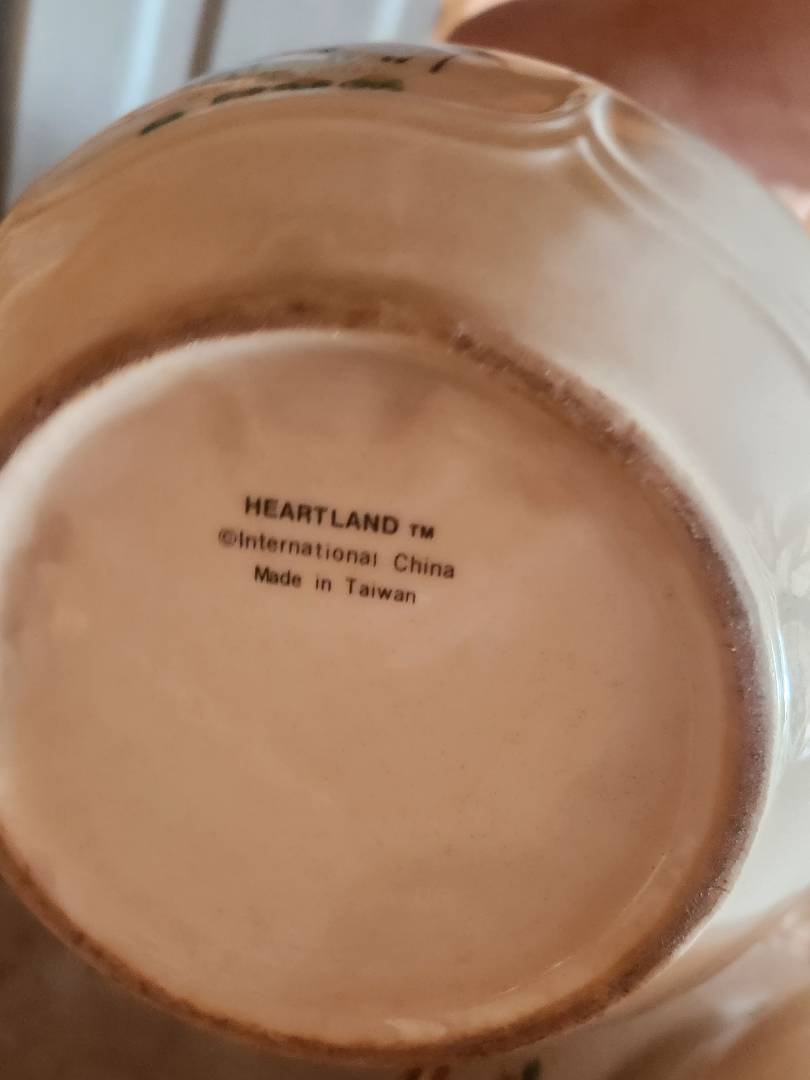 HEARTLAND TM
©International China
Made in Taiwan